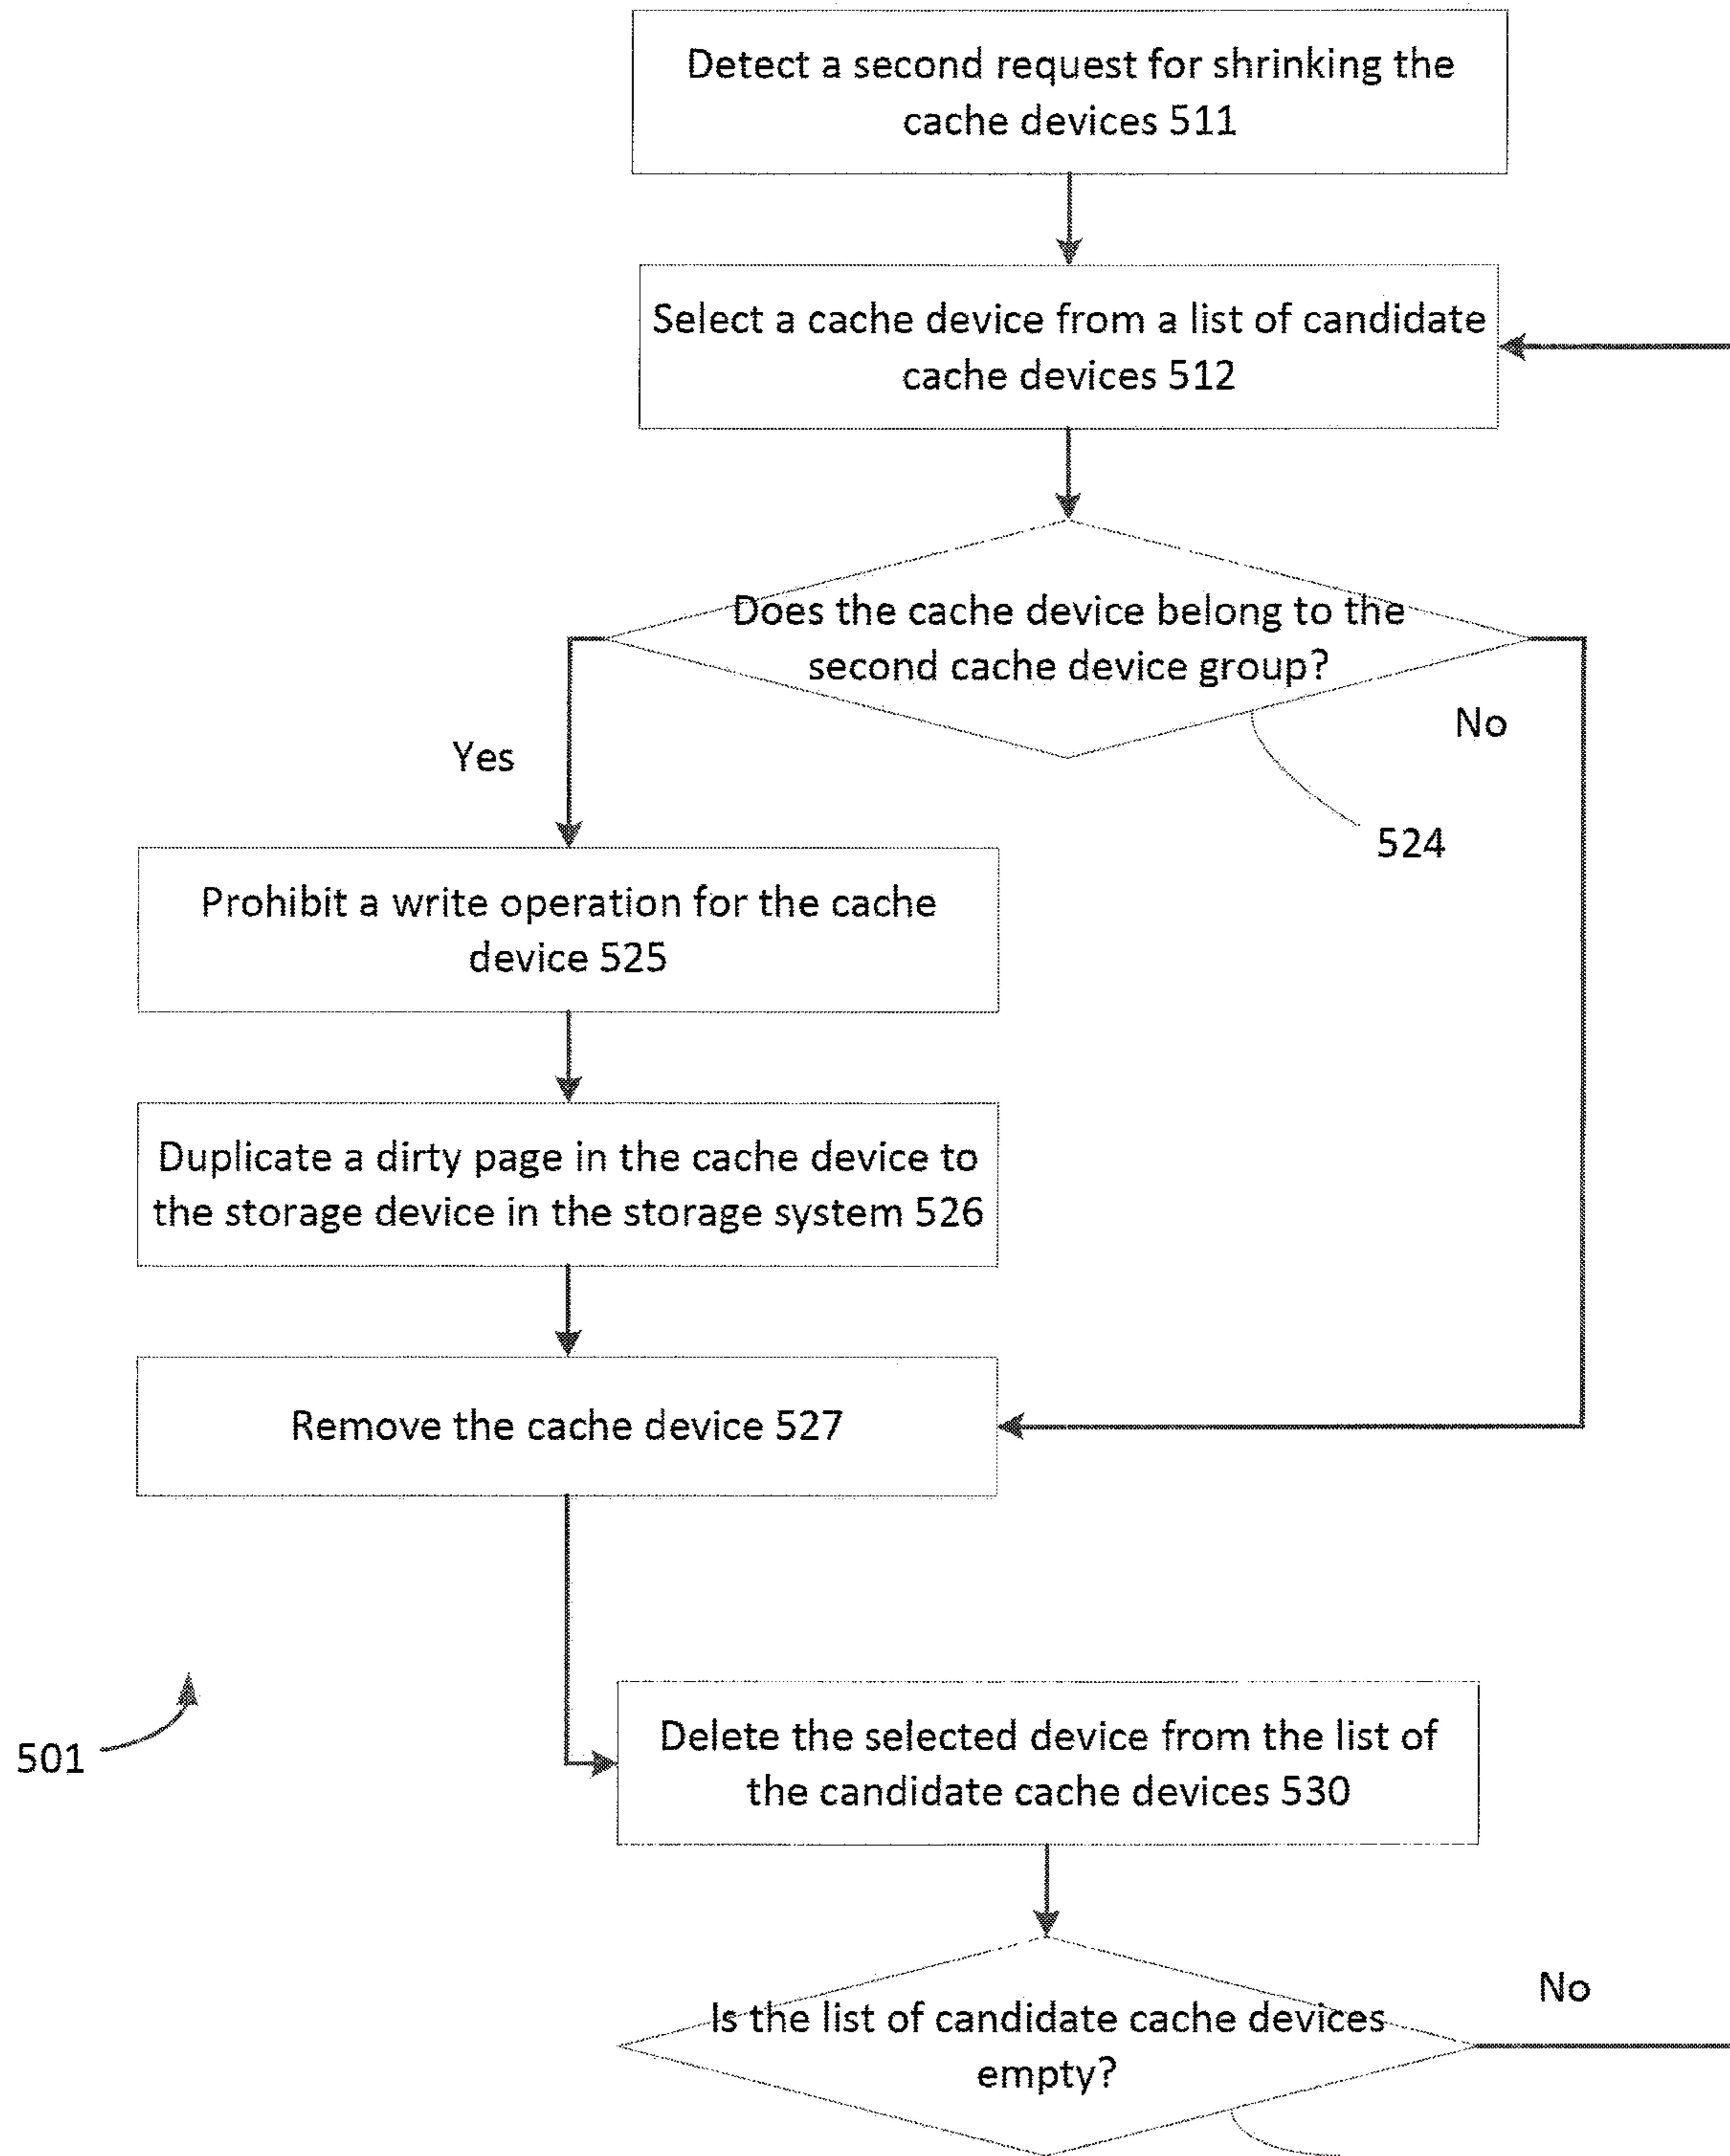 Detect a second request for shrinking the
cache devices 511
Select a cache device from a list of candidate
cache devices 512
Does the cache device belong to the
second cache device group?
No
Yes
524
Prohibit a write operation for the cache
device 525
Duplicate a dirty page in the cache device to
the storage device in the storage system 526
Remove the cache device 527
501
Delete the selected device from the list of
the candidate cache devices 530
No
Is the list of candidate cache devices
empty?